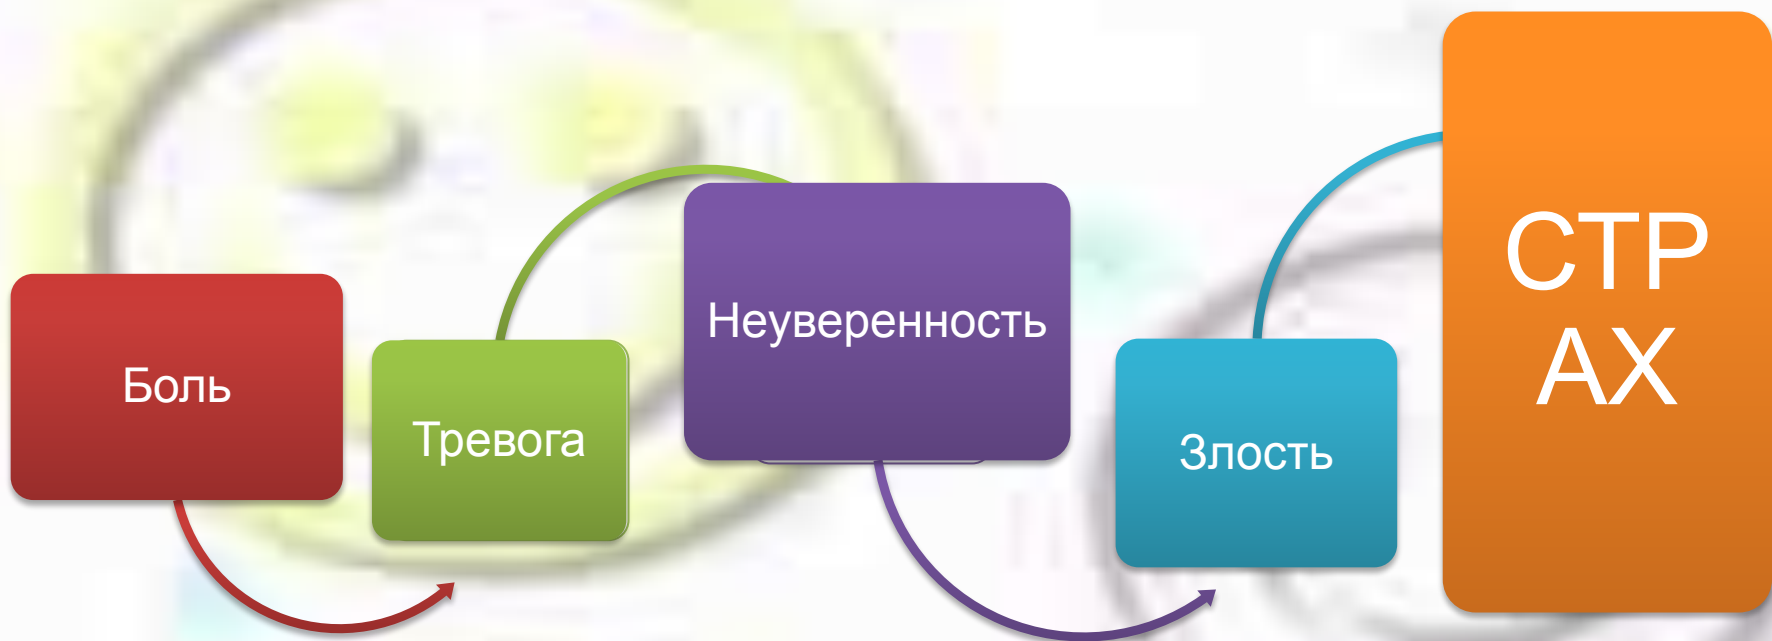 Боль
Тревога
Неуверенность
Злость
СТР
АХ